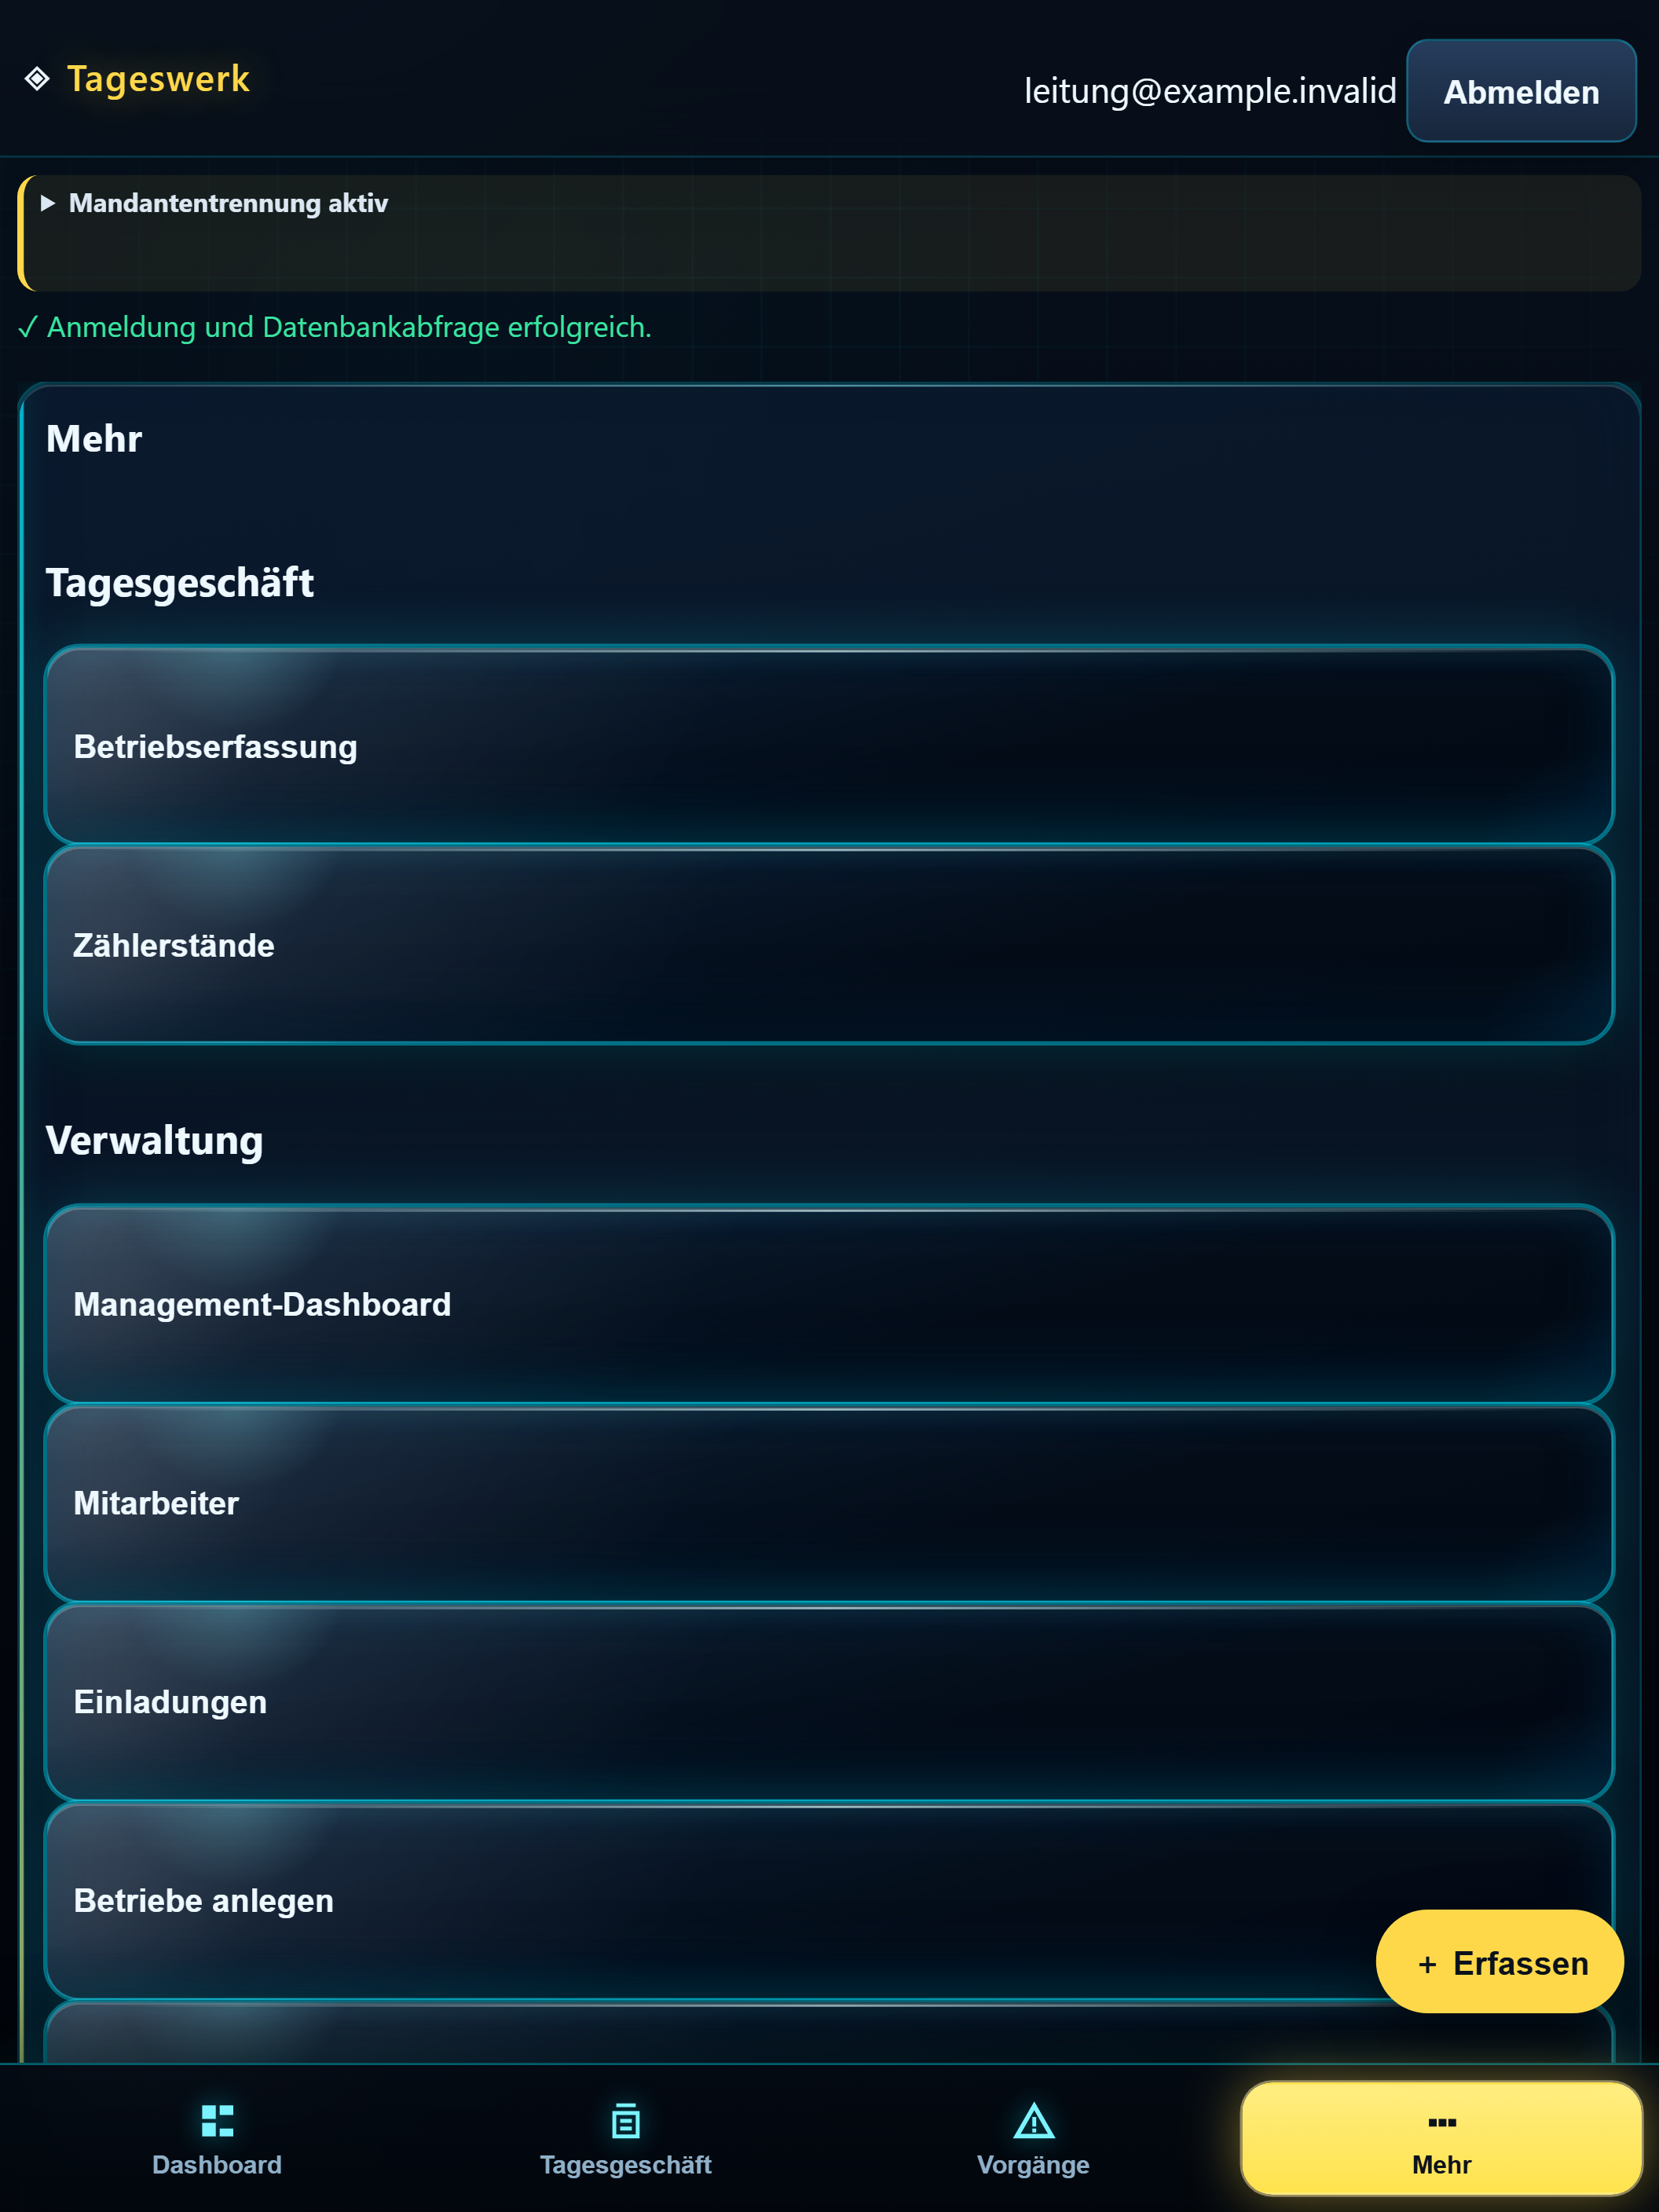 Tageswerk
leitung@example.invalid
Abmelden
Mandantentrennung aktiv
✓ Anmeldung und Datenbankabfrage erfolgreich.
Mehr
Tagesgeschäft
Betriebserfassung
Zählerstände
Verwaltung
Management-Dashboard
Mitarbeiter
Einladungen
Betriebe anlegen
+ Erfassen
Dashboard
Tagesgeschäft
Vorgänge
Mehr